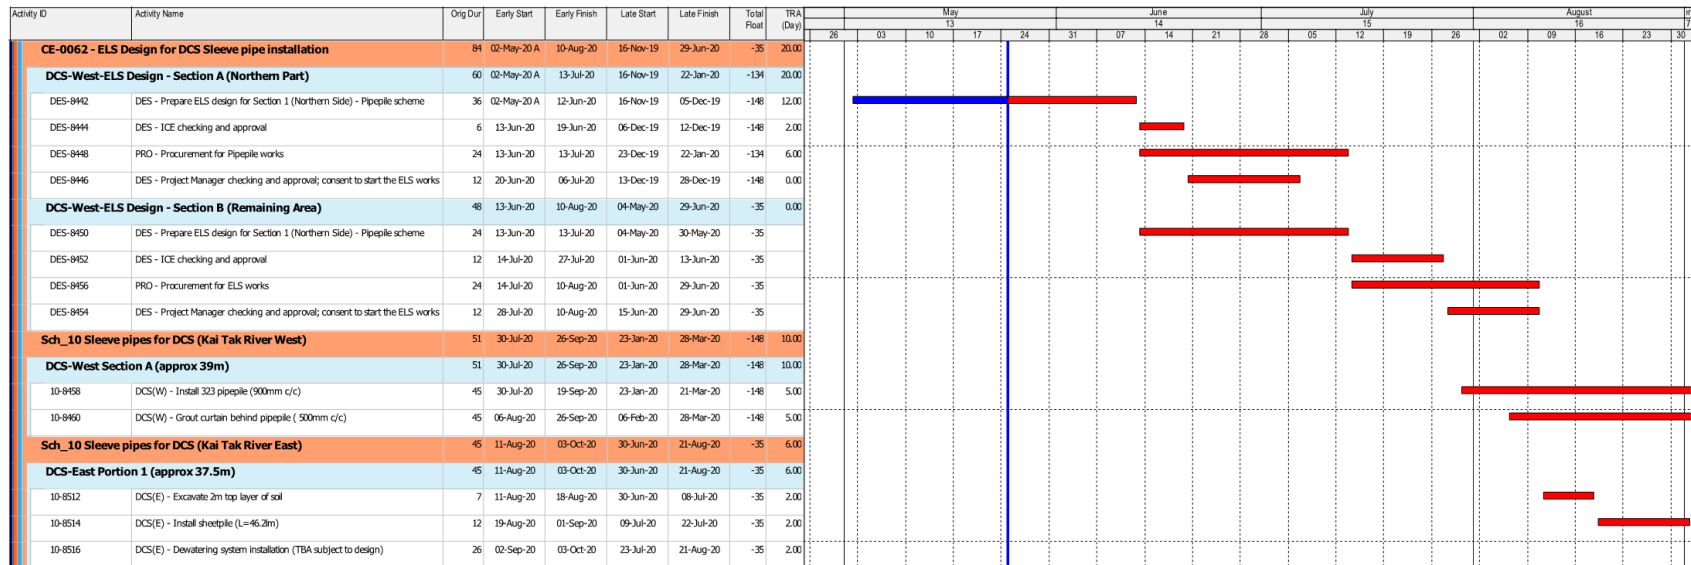 Activity ID Activity Name Orig Dur Early Start Early Finish Late Start Late Finish Total Float TRA (Day)
May June July August
13 14 15 16
26 03 10 17 24 31 07 14 21 28 05 12 19 26 02 09 16 23 30
CE-0062 - ELS Design for DCS Sleeve pipe installation 84 02-May-20 A 10-Aug-20 16-Nov-19 29-Jun-20 -35 20.00
DCS-West-ELS Design - Section A (Northern Part) 60 02-May-20 A 13-Jul-20 16-Nov-19 22-Jan-20 -134 20.00
DES-8442 DES - Prepare ELS design for Section 1 (Northern Side) - Pipepile scheme 36 02-May-20 A 12-Jun-20 16-Nov-19 05-Dec-19 -148 12.00
DES-8444 DES - ICE checking and approval 6 13-Jun-20 19-Jun-20 06-Dec-19 12-Dec-19 -148 2.00
DES-8448 PRO - Procurement for Pipepile works 24 13-Jun-20 13-Jul-20 23-Dec-19 22-Jan-20 -134 6.00
DES-8446 DES - Project Manager checking and approval; consent to start the ELS works 12 20-Jun-20 06-Jul-20 13-Dec-19 28-Dec-19 -148 0.00
DCS-West-ELS Design - Section B (Remaining Area) 48 13-Jun-20 10-Aug-20 04-May-20 29-Jun-20 -35 0.00
DES-8450 DES - Prepare ELS design for Section 1 (Northern Side) - Pipepile scheme 24 13-Jun-20 13-Jul-20 04-May-20 30-May-20 -35
DES-8452 DES - ICE checking and approval 12 14-Jul-20 27-Jul-20 01-Jun-20 13-Jun-20 -35
DES-8456 PRO - Procurement for ELS works 24 14-Jul-20 10-Aug-20 01-Jun-20 29-Jun-20 -35
DES-8454 DES - Project Manager checking and approval; consent to start the ELS works 12 28-Jul-20 10-Aug-20 15-Jun-20 29-Jun-20 -35
Sch_10 Sleeve pipes for DCS (Kai Tak River West) 51 30-Jul-20 26-Sep-20 23-Jan-20 28-Mar-20 -148 10.00
DCS-West Section A (approx 39m) 51 30-Jul-20 26-Sep-20 23-Jan-20 28-Mar-20 -148 10.00
10-8458 DCS(W) - Install 323 pipepile (900mm c/c) 45 30-Jul-20 19-Sep-20 23-Jan-20 21-Mar-20 -148 5.00
10-8460 DCS(W) - Grout curtain behind pipepile ( 500mm c/c) 45 06-Aug-20 26-Sep-20 06-Feb-20 28-Mar-20 -148 5.00
Sch_10 Sleeve pipes for DCS (Kai Tak River East) 45 11-Aug-20 03-Oct-20 30-Jun-20 21-Aug-20 -35 6.00
DCS-East Portion 1 (approx 37.5m) 45 11-Aug-20 03-Oct-20 30-Jun-20 21-Aug-20 -35 6.00
10-8512 DCS(E) - Excavate 2m top layer of soil 7 11-Aug-20 18-Aug-20 30-Jun-20 08-Jul-20 -35 2.00
10-8514 DCS(E) - Install sheetpile (L=46.2lm) 12 19-Aug-20 01-Sep-20 09-Jul-20 22-Jul-20 -35 2.00
10-8516 DCS(E) - Dewatering system installation (TBA subject to design) 26 02-Sep-20 03-Oct-20 23-Jul-20 21-Aug-20 -35 2.00